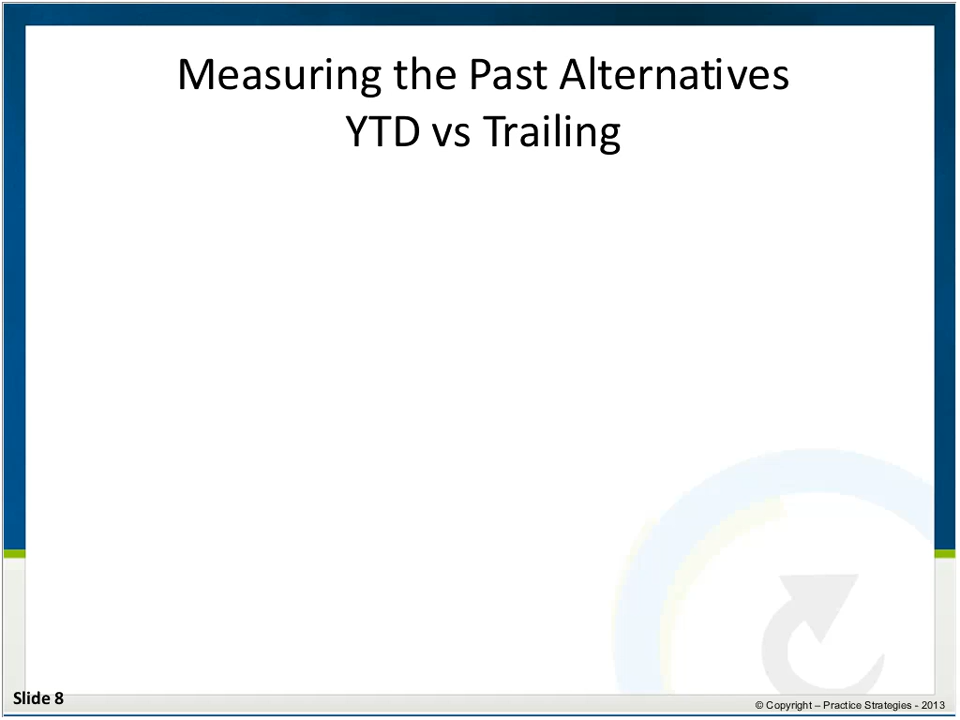 Measuring the Past Alternatives
YTD vs Trailing
Slide 8
© Copyright – Practice Strategies - 2013